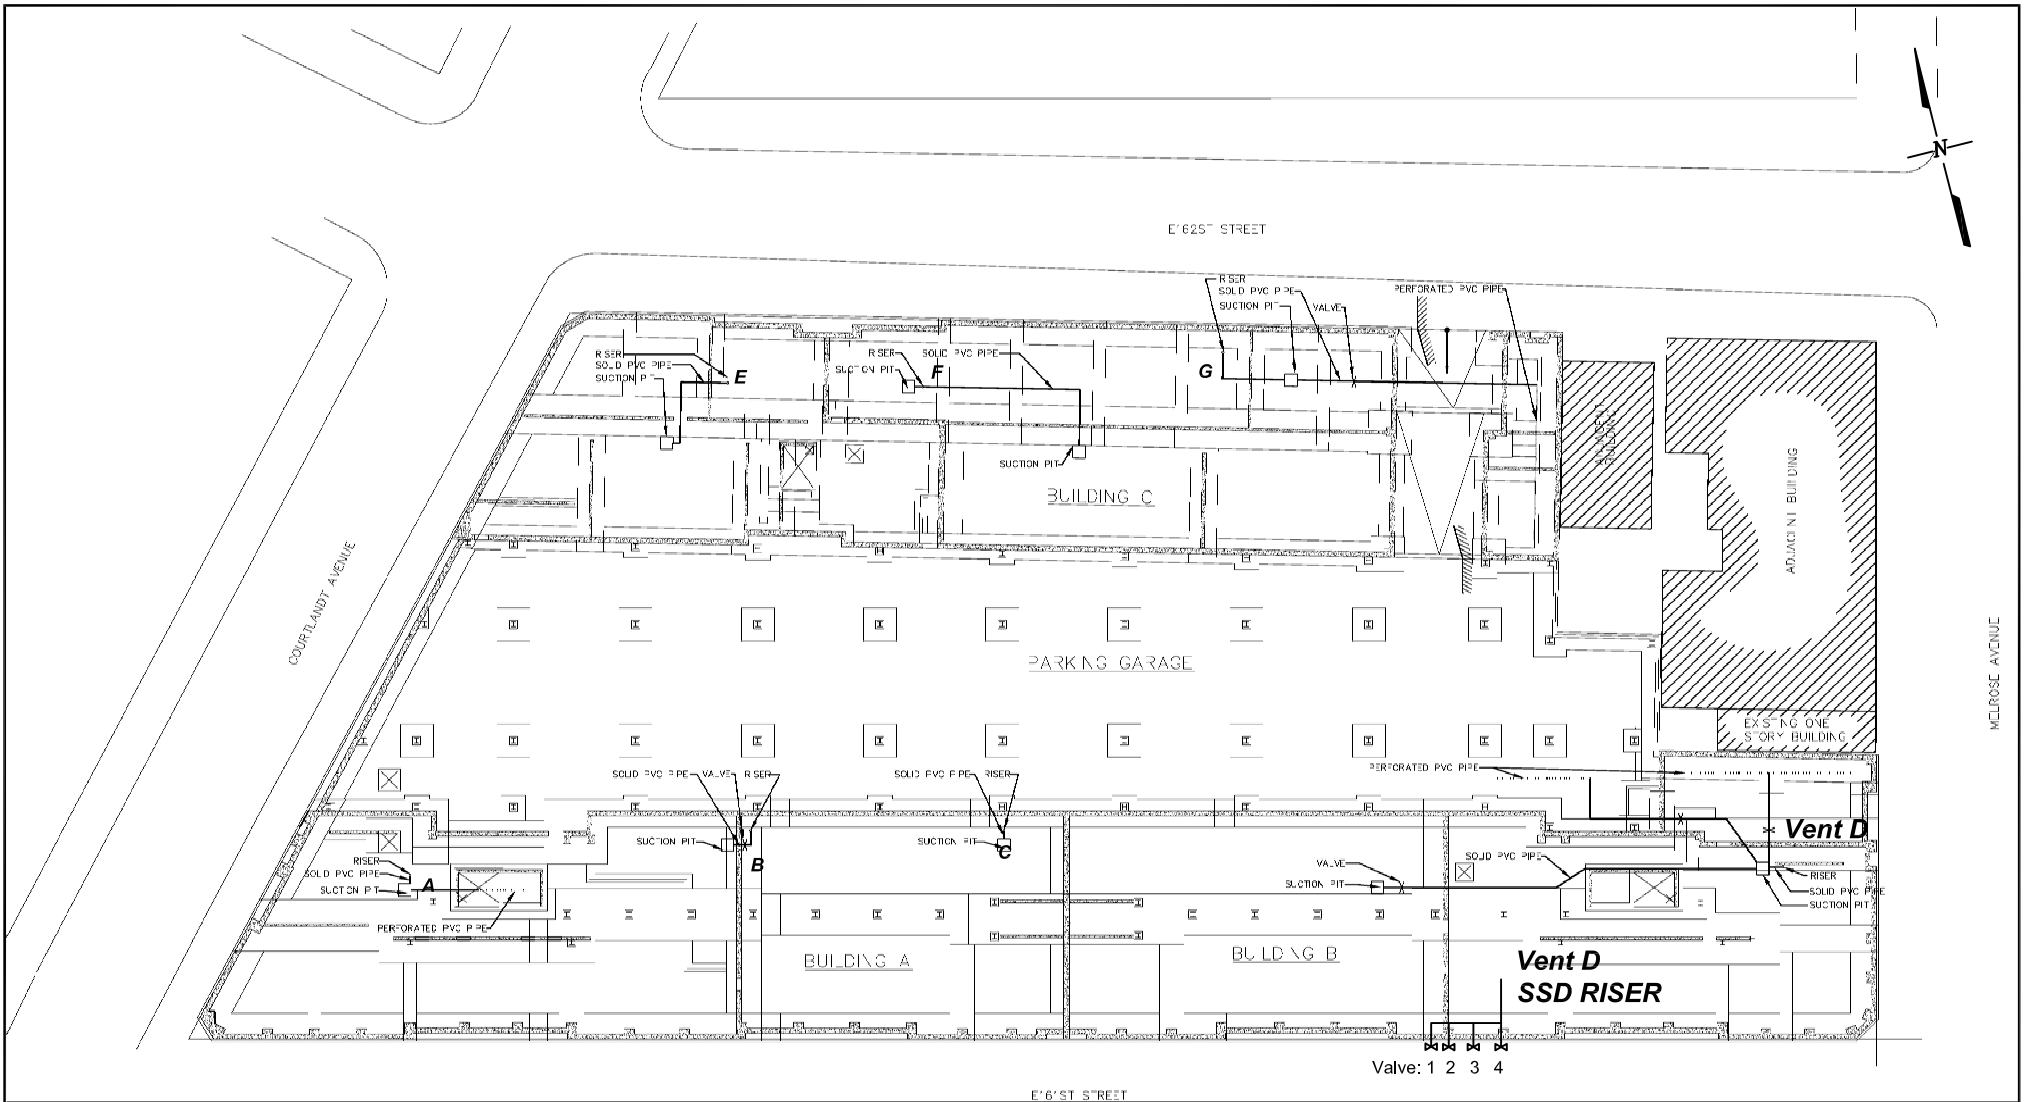 N
E'62ST STREET
RISER
SOLID PVC PIPE
SUCTION PIT
VALVE
PERFORATED PVC PIPE
RISER
SOLID PVC PIPE
SUCTION PIT
E
RISER
SOLID PVC PIPE
SUCTION PIT
F
G
SUCTION PIT
BUILDING C
ADJACENT
BUILDING
COURTLANDT AVENUE
MELROSE AVENUE
PARKING GARAGE
EXISTING ONE
STORY BUILDING
PERFORATED PVC PIPE
SOLID PVC PIPE
VALVE
RISER
SOLID PVC PIPE
RISER
SUCTION PIT
B
SUCTION PIT
C
Vent D
RISER
SOLID PVC PIPE
SUCTION PIT
A
PERFORATED PVC PIPE
VALVE
SUCTION PIT
SOLID PVC PIPE
RISER
SOLID PVC PIPE
SUCTION PIT
BUILDING A
BUILDING B
Vent D
SSD RISER
Valve: 1 2 3 4
E'6'ST STREET